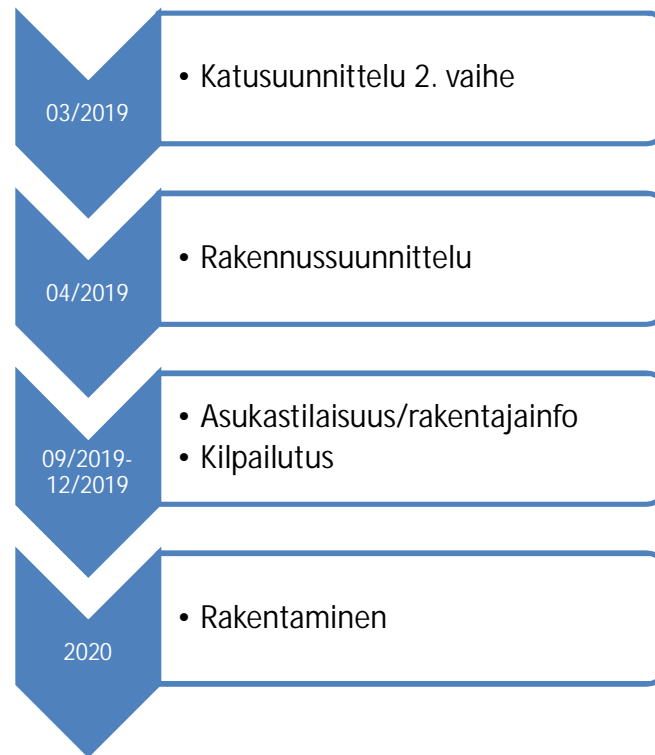 03/2019
• Katusuunnittelu 2. vaihe
04/2019
• Rakennussuunnittelu
09/2019-
12/2019
• Asukastilaisuus/rakentajainfo
• Kilpailutus
2020
• Rakentaminen